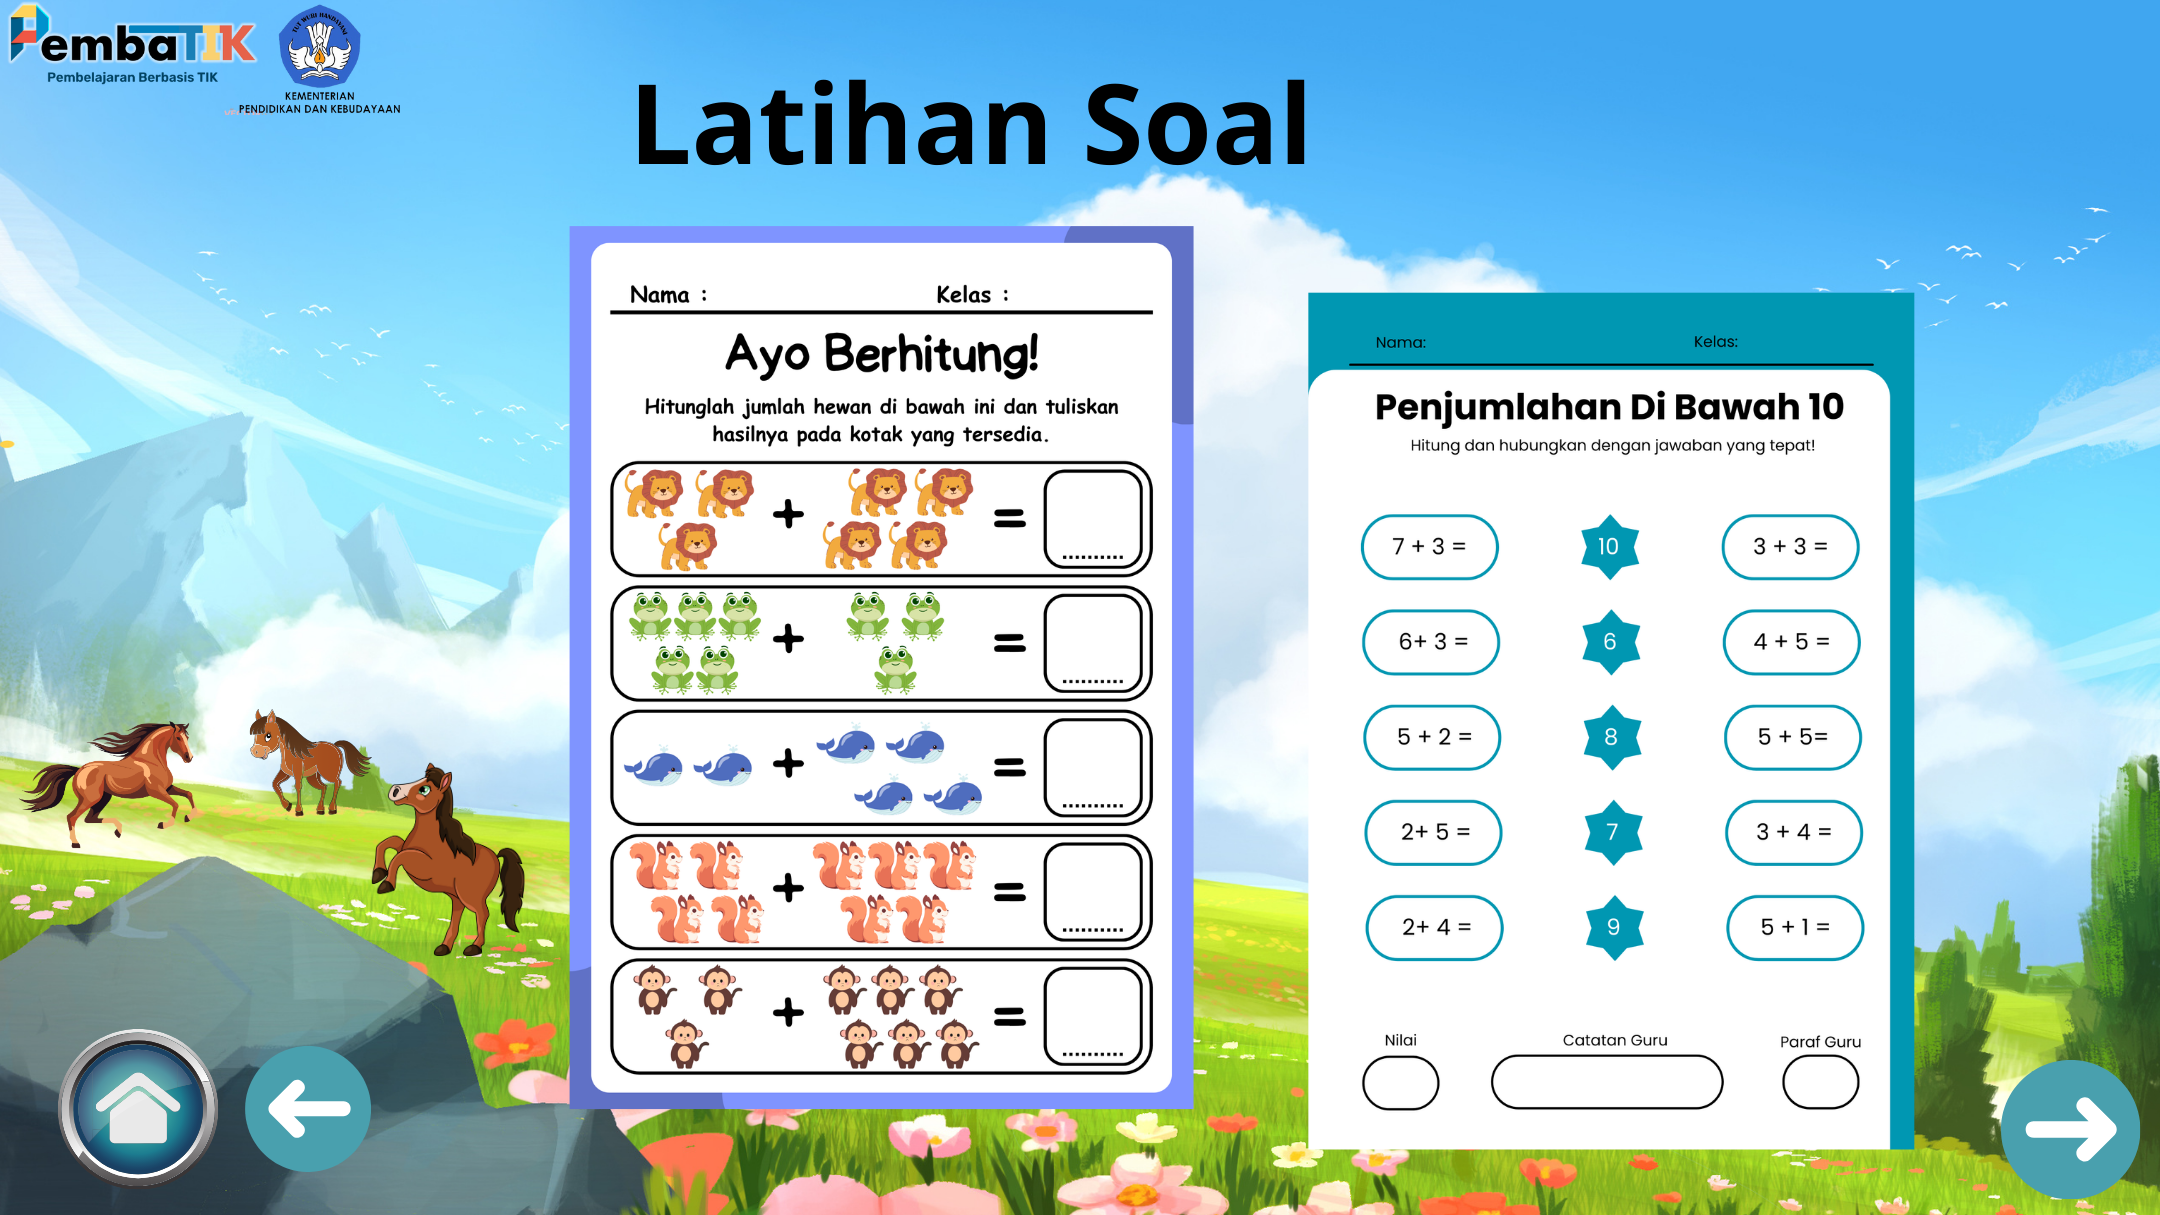 PembaTIK
Pembelajaran Berbasis TIK
TUT WURI HANDAYANI
KEMENTERIAN
PENDIDIKAN DAN KEBUDAYAAN
Latihan Soal
Nama :
Kelas :
Ayo Berhitung!
Hitunglah jumlah hewan di bawah ini dan tuliskan
hasilnya pada kotak yang tersedia.
+ = ..........
+ = ..........
+ = ..........
+ = ..........
+ = ..........
Nama:
Kelas:
Penjumlahan Di Bawah 10
Hitung dan hubungkan dengan jawaban yang tepat!
7 + 3 =
10
3 + 3 =
6+ 3 =
6
4 + 5 =
5 + 2 =
8
5 + 5=
2+ 5 =
7
3 + 4 =
2+ 4 =
9
5 + 1 =
Nilai
Catatan Guru
Paraf Guru